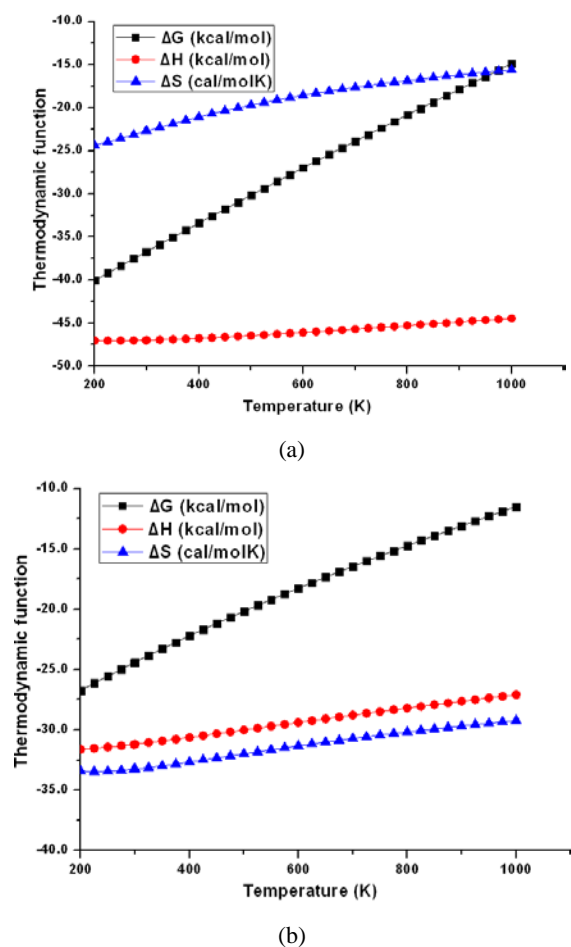 -10.0
ΔG (kcal/mol)
ΔH (kcal/mol)
ΔS (cal/molK)
-15.0
-20.0
-25.0
-30.0
-35.0
-40.0
-45.0
-50.0
Thermodynamic function
200
400
600
800
1000
Temperature (K)
(a)
-10.0
ΔG (kcal/mol)
ΔH (kcal/mol)
ΔS (cal/molK)
-15.0
-20.0
-25.0
-30.0
-35.0
-40.0
Thermodynamic function
200
400
600
800
1000
Temperature (K)
(b)